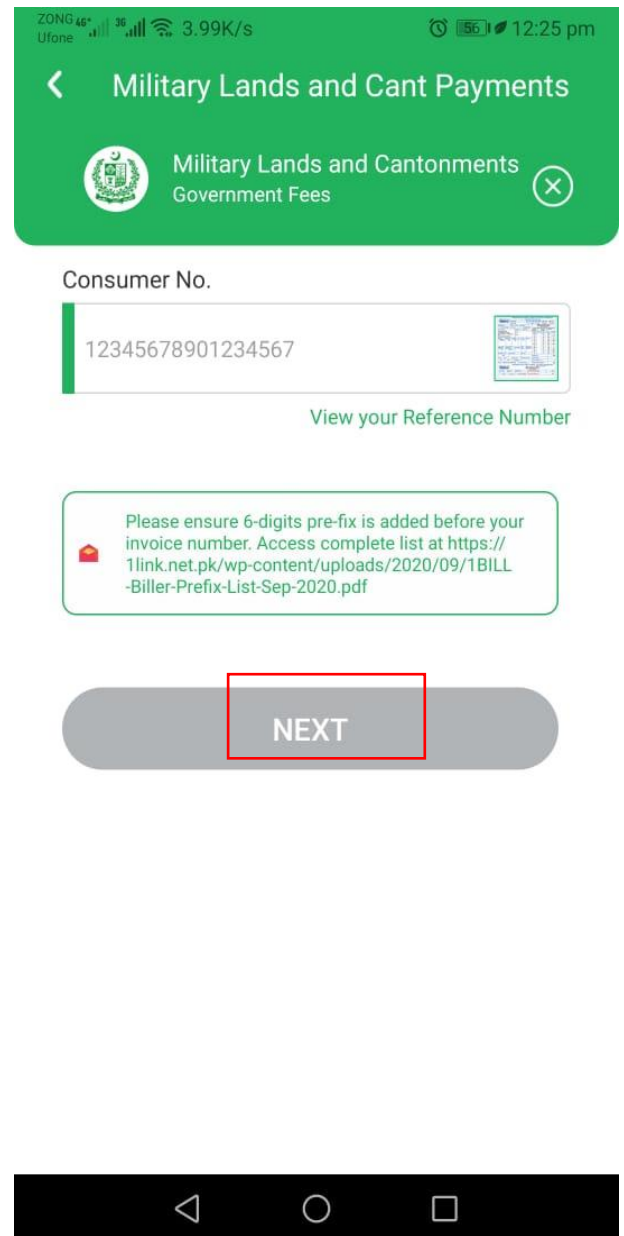 ZONG 46+ 36 3.99K/s 56 12:25 pm
Ufone
Military Lands and Cant Payments
Military Lands and Cantonments
Government Fees
Consumer No.
12345678901234567
View your Reference Number
Please ensure 6-digits pre-fix is added before your
invoice number. Access complete list at https://
1link.net.pk/wp-content/uploads/2020/09/1BILL
-Biller-Prefix-List-Sep-2020.pdf
NEXT